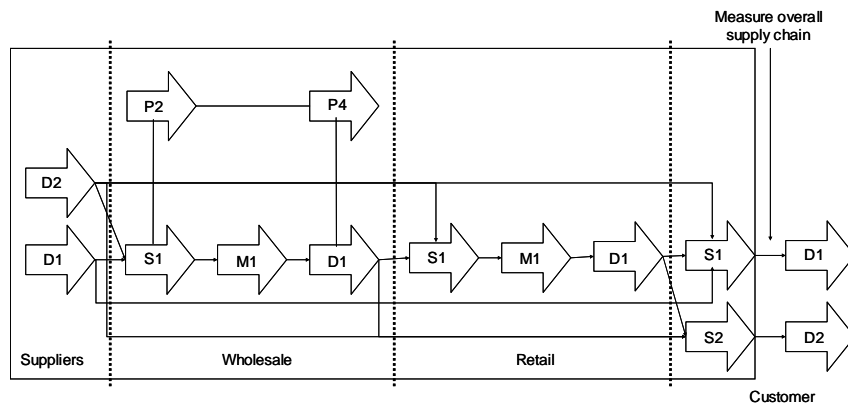 Measure overall
supply chain
P2
P4
D2
D1
S1
M1
D1
S1
M1
D1
S1
D1
S2
D2
Suppliers
Wholesale
Retail
Customer